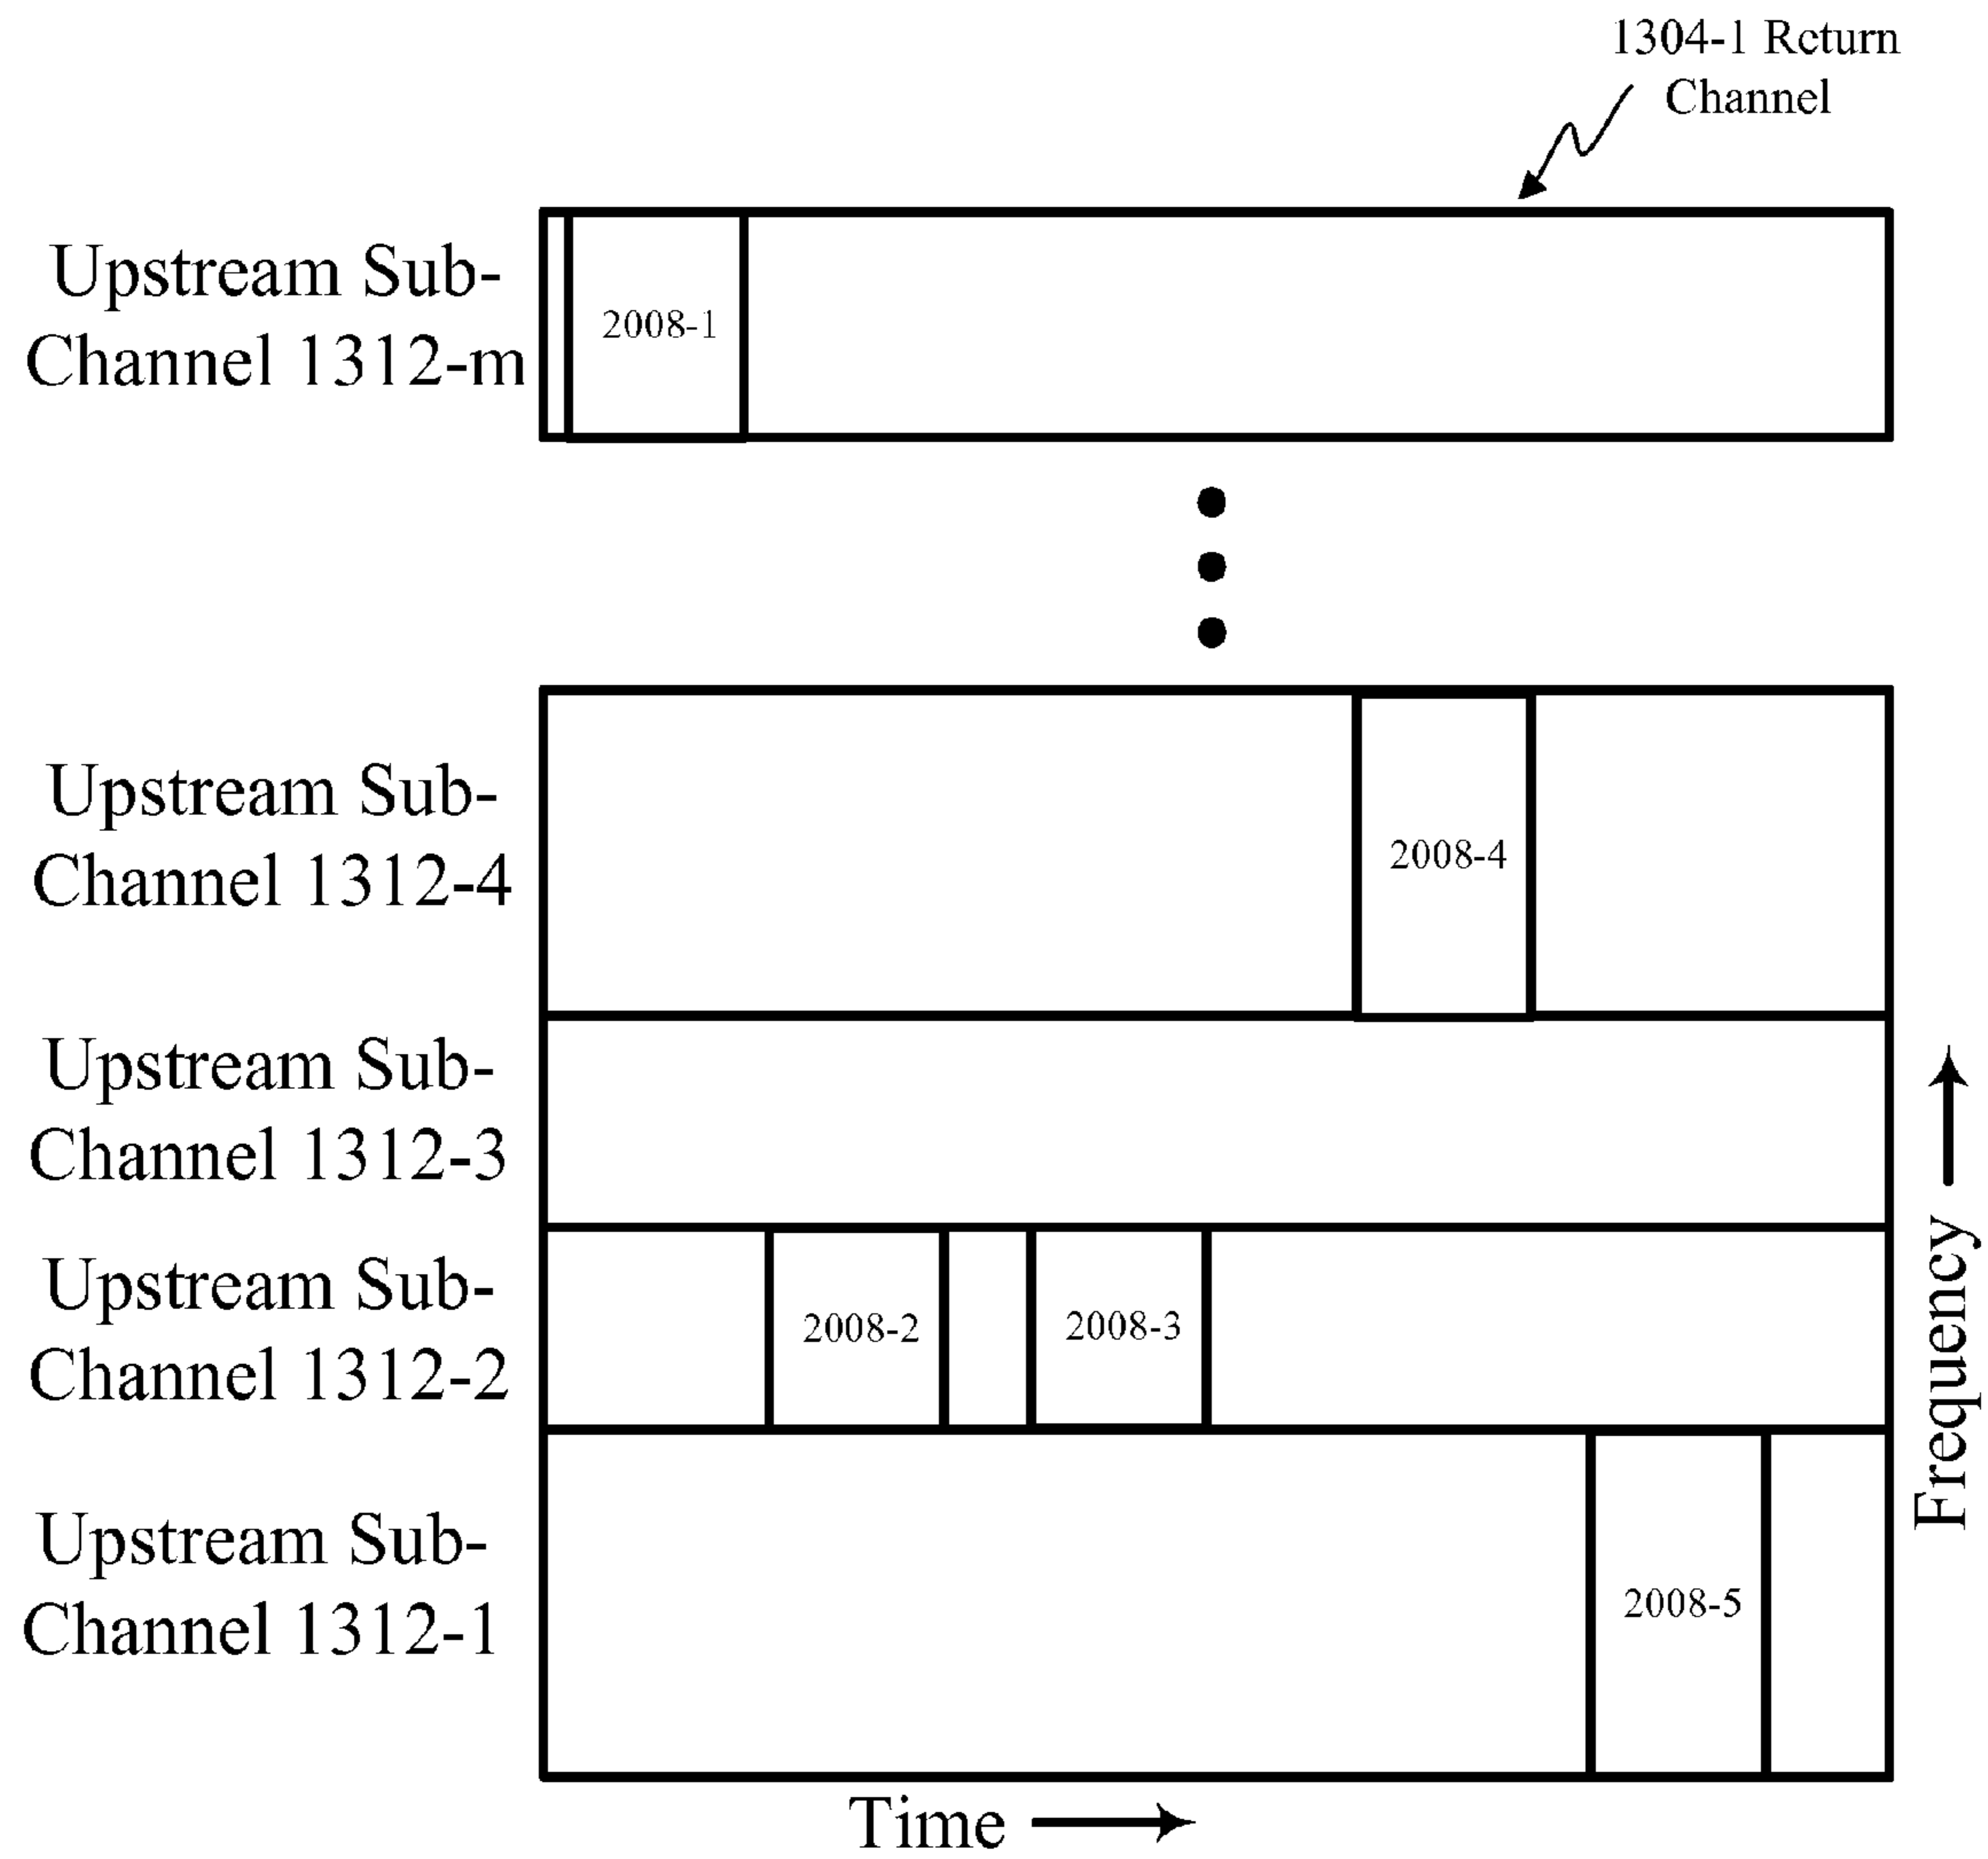 1304-1 Return
Channel
Upstream Sub-
Channel 1312-m
2008-1
Upstream Sub-
Channel 1312-4
2008-4
Upstream Sub-
Channel 1312-3
Upstream Sub-
Channel 1312-2
2008-2
2008-3
Upstream Sub-
Channel 1312-1
2008-5
Frequency
Time